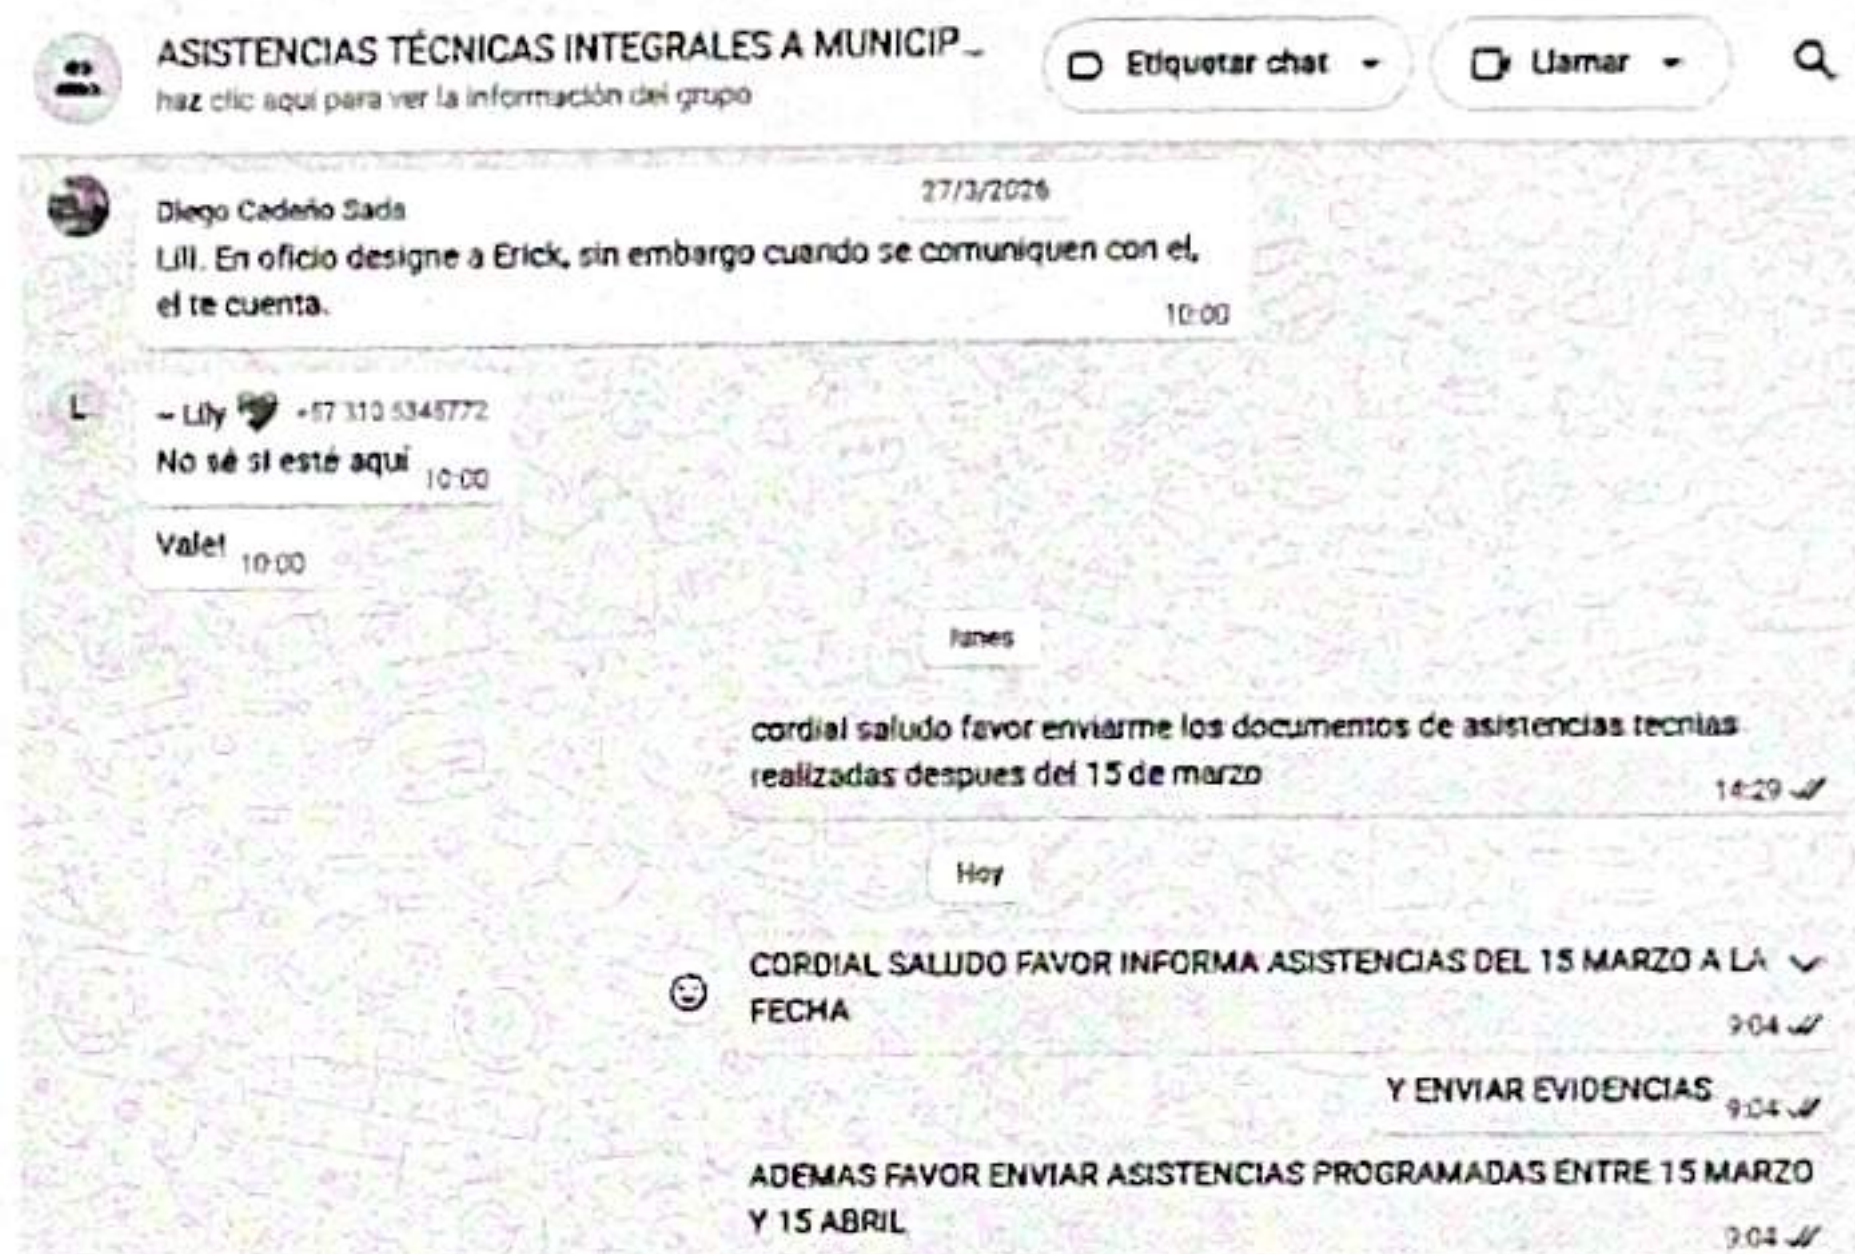 ASISTENCIAS TÉCNICAS INTEGRALES A MUNICIP...
Etiquetar chat
Llamar
haz clic aquí para ver la información del grupo
27/3/2026
Diego Cadeño Sada
Lili. En oficio designe a Erick, sin embargo cuando se comuniquen con el,
el te cuenta.
10:00
L
~ Lily +57 310 5345772
No sé si esté aquí
10:00
Vale!
10:00
lunes
cordial saludo favor enviarme los documentos de asistencias tecnias
realizadas despues del 15 de marzo
14:29
Hoy
CORDIAL SALUDO FAVOR INFORMA ASISTENCIAS DEL 15 MARZO A LA
FECHA
9:04
Y ENVIAR EVIDENCIAS
9:04
ADEMAS FAVOR ENVIAR ASISTENCIAS PROGRAMADAS ENTRE 15 MARZO
Y 15 ABRIL
9:04